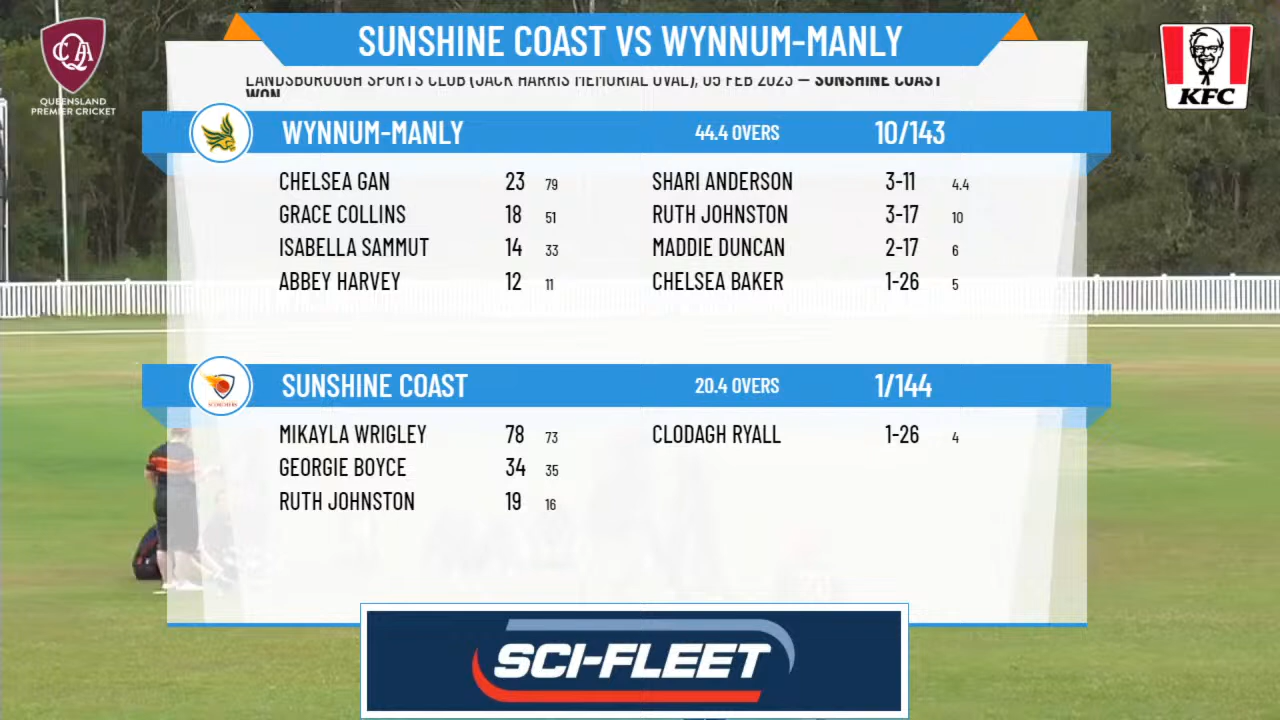 SUNSHINE COAST VS WYNNUM-MANLY
LANDSBOROUGH SPORTS CLUB (JACK HARRIS MEMORIAL OVAL), 05 FEB 2023 — SUNSHINE COAST
WON
QUEENSLAND
PREMIER CRICKET
KFC
WYNNUM-MANLY 44.4 OVERS 10/143
CHELSEA GAN 23 79 SHARI ANDERSON 3-11 4.4
GRACE COLLINS 18 51 RUTH JOHNSTON 3-17 10
ISABELLA SAMMUT 14 33 MADDIE DUNCAN 2-17 6
ABBEY HARVEY 12 11 CHELSEA BAKER 1-26 5
SUNSHINE COAST 20.4 OVERS 1/144
MIKAYLA WRIGLEY 78 73 CLODAGH RYALL 1-26 4
GEORGIE BOYCE 34 35
RUTH JOHNSTON 19 16
SCI-FLEET